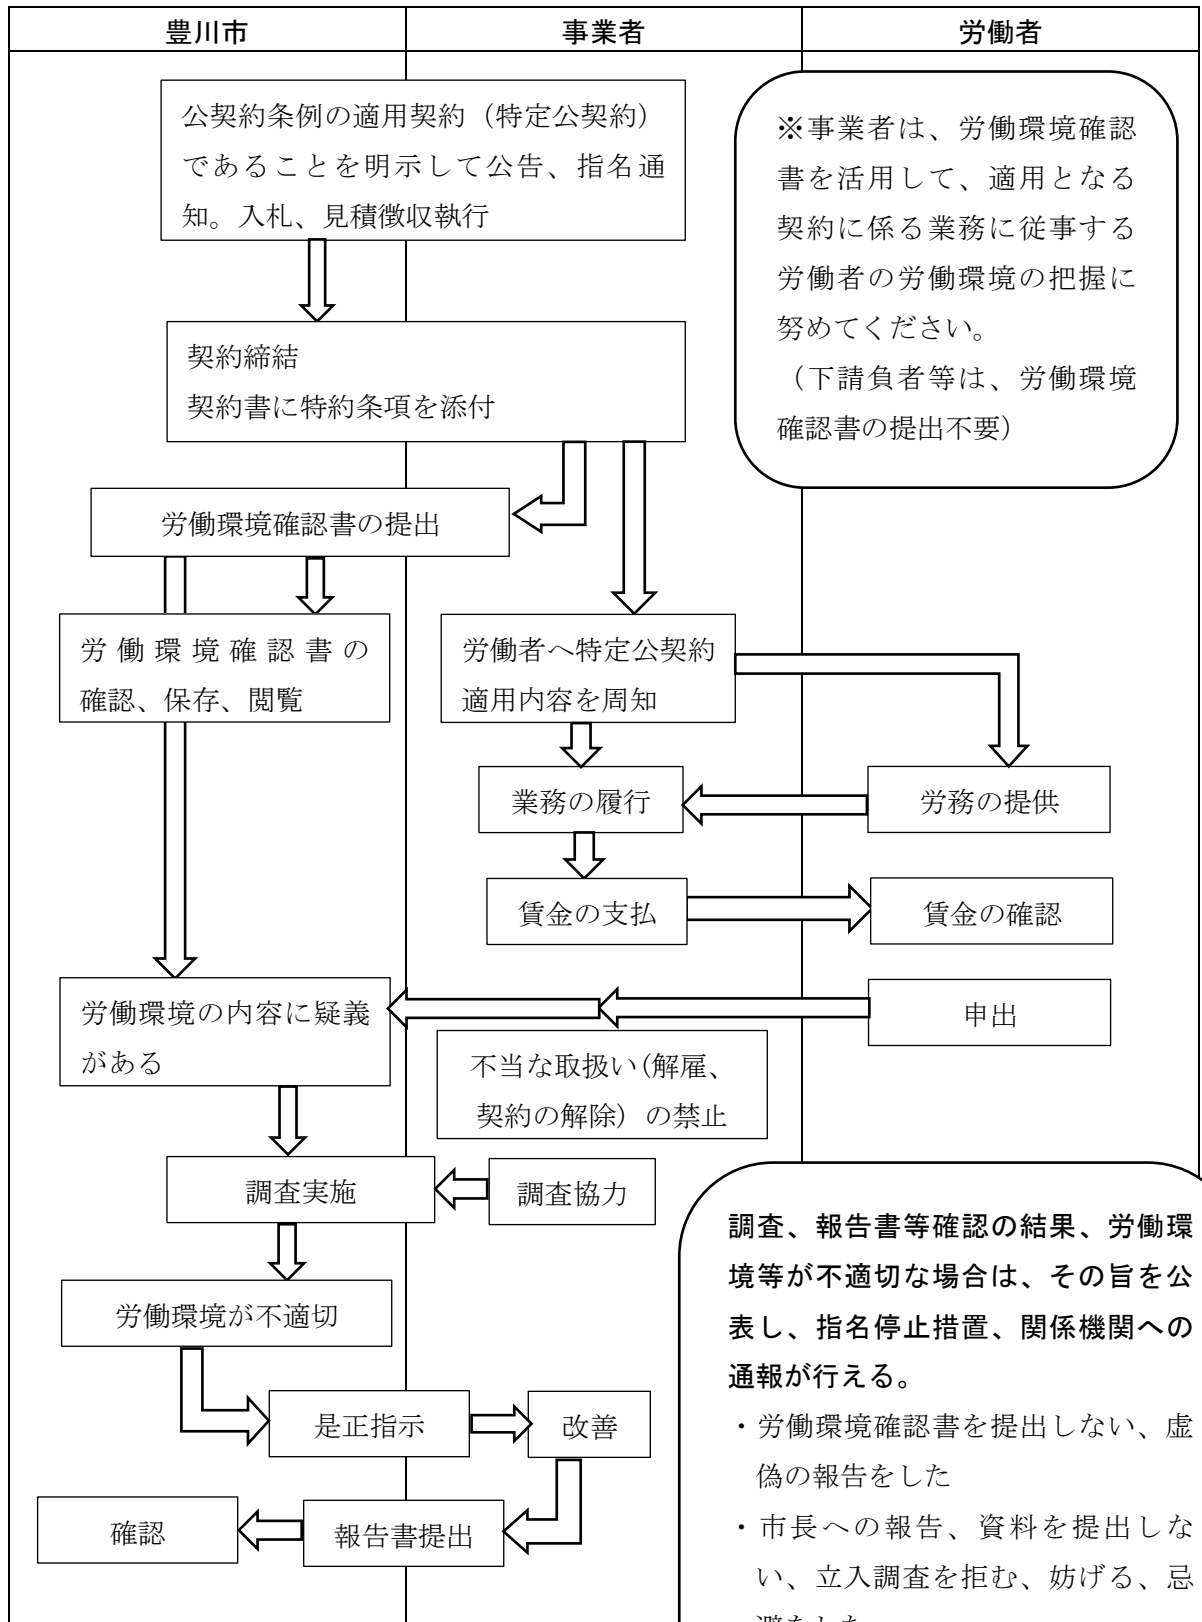 豊川市
事業者
労働者
公契約条例の適用契約（特定公契約）
であることを明示して公告、指名通
知。入札、見積徴収執行
※事業者は、労働環境確認
書を活用して、適用となる
契約に係る業務に従事する
労働者の労働環境の把握に
努めてください。
（下請負者等は、労働環境
確認書の提出不要）
契約締結
契約書に特約条項を添付
労働環境確認書の提出
労働環境確認書の
確認、保存、閲覧
労働者へ特定公契約
適用内容を周知
業務の履行
労務の提供
賃金の支払
賃金の確認
労働環境の内容に疑義
がある
申出
不当な取扱い（解雇、
契約の解除）の禁止
調査実施
調査協力
労働環境が不適切
是正指示
改善
確認
報告書提出
調査、報告書等確認の結果、労働環
境等が不適切な場合は、その旨を公
表し、指名停止措置、関係機関への
通報が行える。
・労働環境確認書を提出しない、虚
偽の報告をした
・市長への報告、資料を提出しな
い、立入調査を拒む、妨げる、忌